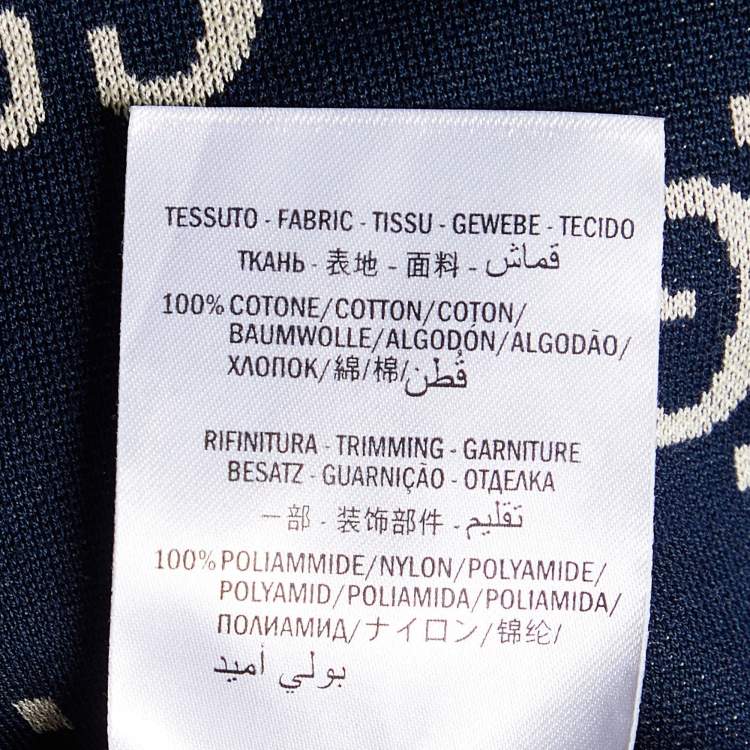 TESSUTO - FABRIC - TISSU - GEWEBE - TECIDO
ТКАНЬ - 表地 - 面料 - قماش
100% COTONE/COTTON/COTON/
BAUMWOLLE/ALGODÓN/ALGODÃO/
ХЛОПОК/綿/棉/قُطن
RIFINITURA - TRIMMING - GARNITURE
BESATZ - GUARNIÇÃO - ОТДЕЛКА
一部 - 装饰部件 - تقليم
100% POLIAMMIDE/NYLON/POLYAMIDE/
POLYAMID/POLIAMIDA/POLIAMIDA/
ПОЛИАМИД/ナイロン/锦纶/
بولي أميد